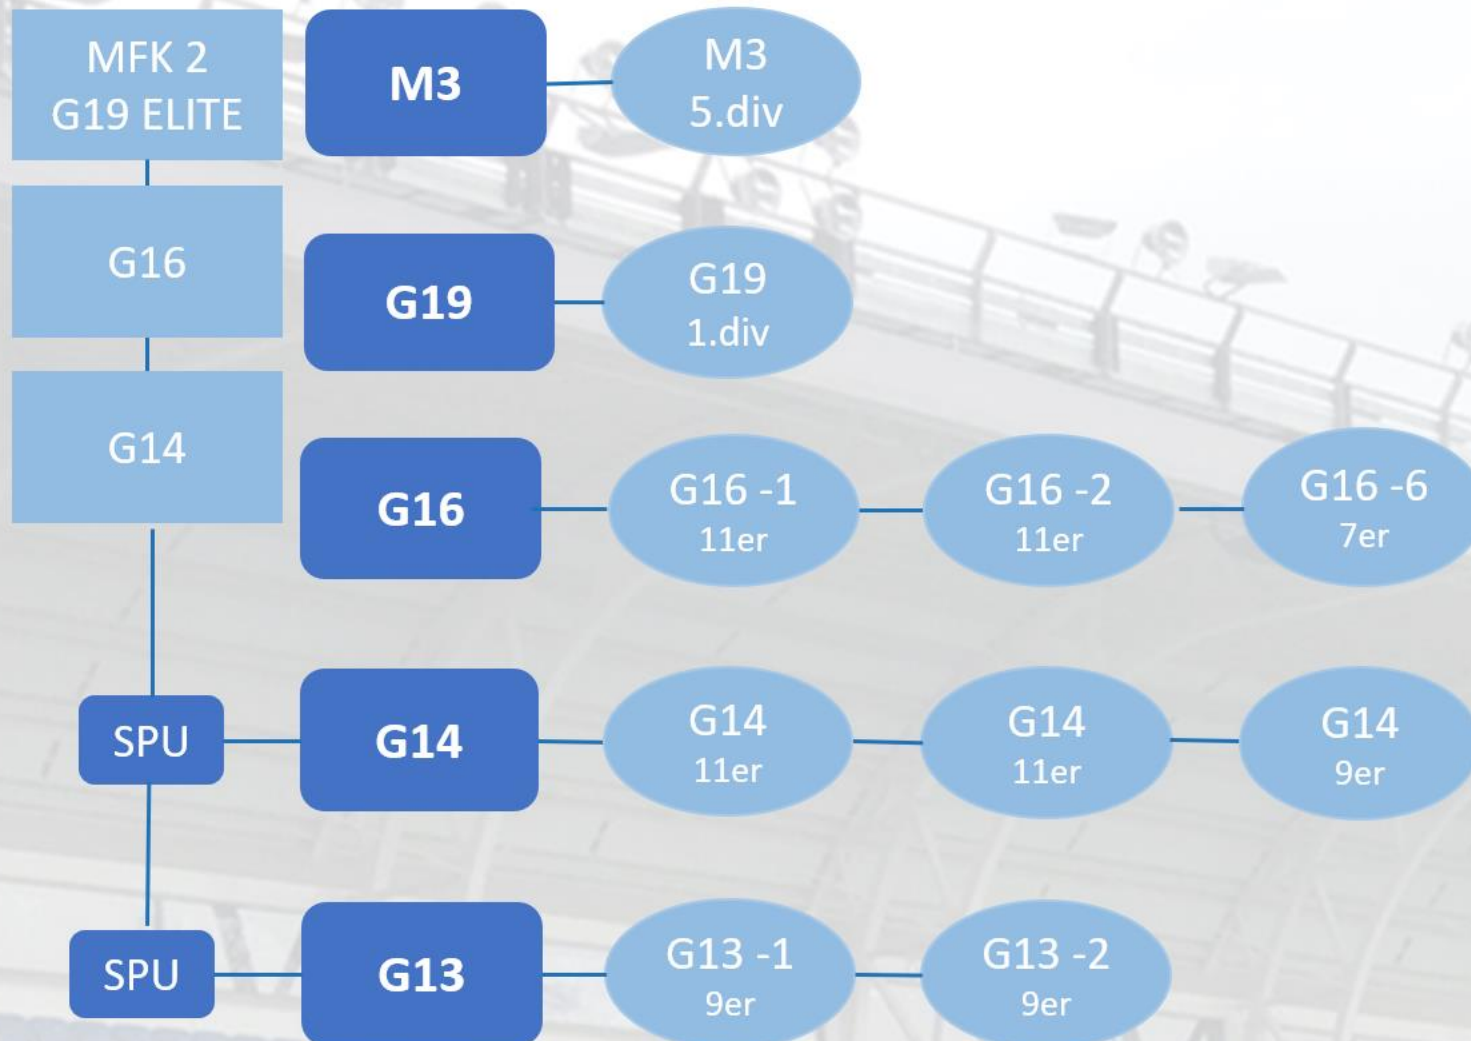 MFK 2
G19 ELITE
M3
M3
5.div
G16
G19
G19
1.div
G14
G16
G16 -1
11er
G16 -2
11er
G16 -6
7er
SPU
G14
G14
11er
G14
11er
G14
9er
SPU
G13
G13 -1
9er
G13 -2
9er